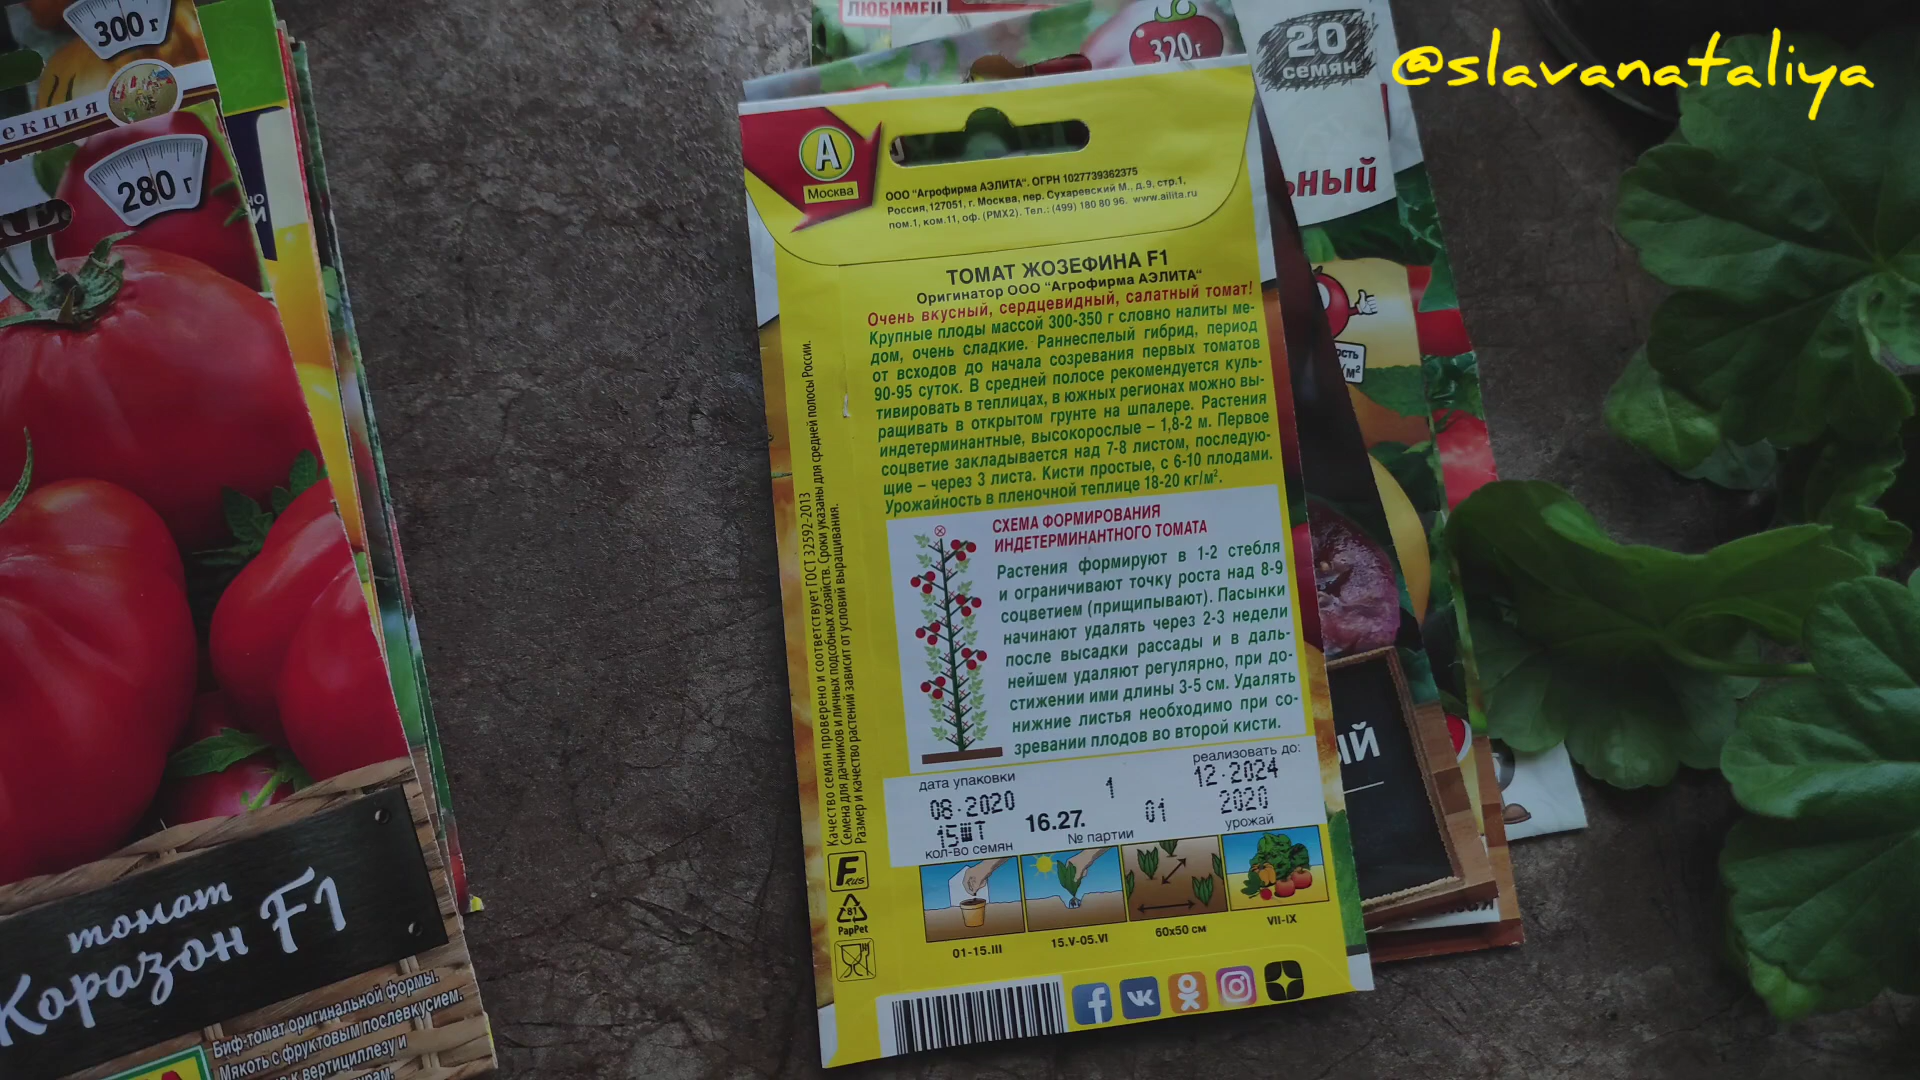 @slavanataliya
300 г
екция
280 г
томат
Коразон F1
Биф-томат оригинальной формы.
Мякоть с фруктовым послевкусием.
к вертициллезу и
ЛЮБИМЕЦ
320г
20
семян
ьный
ый
А
Москва
ООО "Агрофирма АЭЛИТА". ОГРН 1027739362375
Россия,127051, г. Москва, пер. Сухаревский М., д.9, стр.1,
пом.1, ком.11, оф. (РМХ2). Тел.: (499) 180 80 96. www.ailita.ru
ТОМАТ ЖОЗЕФИНА F1
Оригинатор ООО "Агрофирма АЭЛИТА"
Очень вкусный, сердцевидный, салатный томат!
Крупные плоды массой 300-350 г словно налиты ме-
дом, очень сладкие. Раннеспелый гибрид, период
от всходов до начала созревания первых томатов
90-95 суток. В средней полосе рекомендуется куль-
тивировать в теплицах, в южных регионах можно вы-
ращивать в открытом грунте на шпалере. Растения
индетерминантные, высокорослые – 1,8-2 м. Первое
соцветие закладывается над 7-8 листом, последую-
щие – через 3 листа. Кисти простые, с 6-10 плодами.
Урожайность в пленочной теплице 18-20 кг/м².
СХЕМА ФОРМИРОВАНИЯ
ИНДЕТЕРМИНАНТНОГО ТОМАТА
Растения формируют в 1-2 стебля
и ограничивают точку роста над 8-9
соцветием (прищипывают). Пасынки
начинают удалять через 2-3 недели
после высадки рассады и в даль-
нейшем удаляют регулярно, при до-
стижении ими длины 3-5 см. Удалять
нижние листья необходимо при со-
зревании плодов во второй кисти.
Качество семян проверено и соответствует ГОСТ 32592-2013
Семена для дачников и личных подсобных хозяйств. Сроки указаны для средней полосы России.
Размер и качество растений зависит от условий выращивания.
дата упаковки
реализовать до:
08·2020
1
12·2024
15ШТ
16.27.
01
2020
кол-во семян
№ партии
урожай
F RUS
81
PapPet
01-15.III
15.V-05.VI
60x50 см
VII-IX